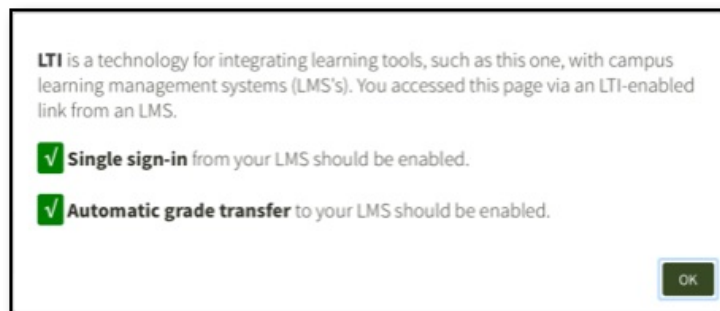 LTI is a technology for integrating learning tools, such as this one, with campus
learning management systems (LMS's). You accessed this page via an LTI-enabled
link from an LMS.
√ Single sign-in from your LMS should be enabled.
√ Automatic grade transfer to your LMS should be enabled.
OK